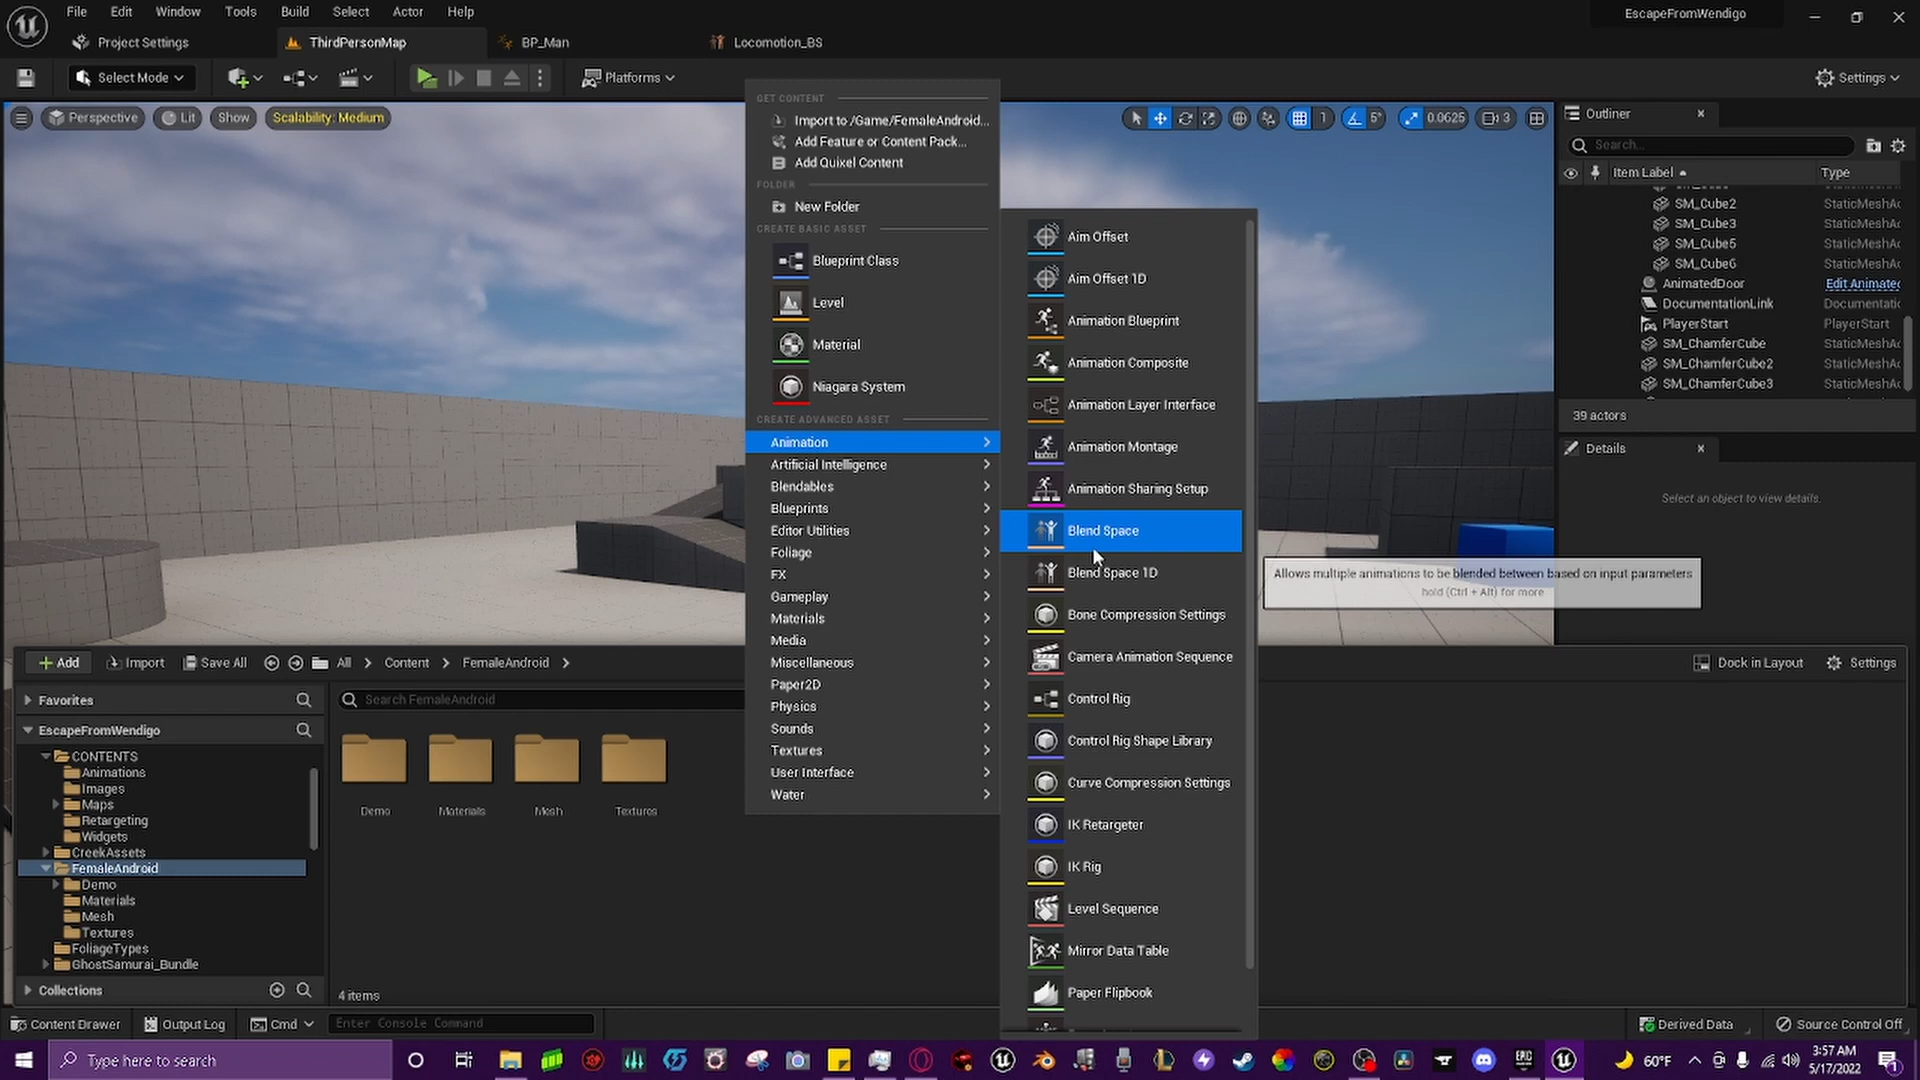 File Edit Window Tools Build Select Actor Help
EscapeFromWendigo
Project Settings
ThirdPersonMap
BP_Man
Locomotion_BS
Select Mode
Platforms
Settings
Perspective
Lit
Show
Scalability: Medium
1
5°
0.0625
3
GET CONTENT
Import to /Game/FemaleAndroid...
Add Feature or Content Pack...
Add Quixel Content
FOLDER
New Folder
CREATE BASIC ASSET
Blueprint Class
Level
Material
Niagara System
CREATE ADVANCED ASSET
Animation
Artificial Intelligence
Blendables
Blueprints
Editor Utilities
Foliage
FX
Gameplay
Materials
Media
Miscellaneous
Paper2D
Physics
Sounds
Textures
User Interface
Water
Aim Offset
Aim Offset 1D
Animation Blueprint
Animation Composite
Animation Layer Interface
Animation Montage
Animation Sharing Setup
Blend Space
Blend Space 1D
Bone Compression Settings
Camera Animation Sequence
Control Rig
Control Rig Shape Library
Curve Compression Settings
IK Retargeter
IK Rig
Level Sequence
Mirror Data Table
Paper Flipbook
Allows multiple animations to be blended between based on input parameters
hold (Ctrl + Alt) for more
Outliner
Search...
Item Label Type
SM_Cube2 StaticMeshAc
SM_Cube3 StaticMeshAc
SM_Cube5 StaticMeshAc
SM_Cube6 StaticMeshAc
AnimatedDoor Edit Animated
DocumentationLink Documentatic
PlayerStart PlayerStart
SM_ChamferCube StaticMeshAc
SM_ChamferCube2 StaticMeshAc
SM_ChamferCube3 StaticMeshAc
39 actors
Details
Select an object to view details.
Add
Import
Save All
All
Content
FemaleAndroid
Dock in Layout
Settings
Favorites
Search FemaleAndroid
EscapeFromWendigo
CONTENTS
Animations
Images
Maps
Retargeting
Widgets
CreekAssets
FemaleAndroid
Demo
Materials
Mesh
Textures
FoliageTypes
GhostSamurai_Bundle
Collections
Demo
Materials
Mesh
Textures
4 items
Content Drawer
Output Log
Cmd
Enter Console Command
Derived Data
Source Control Off
Type here to search
60°F
3:57 AM
5/17/2022